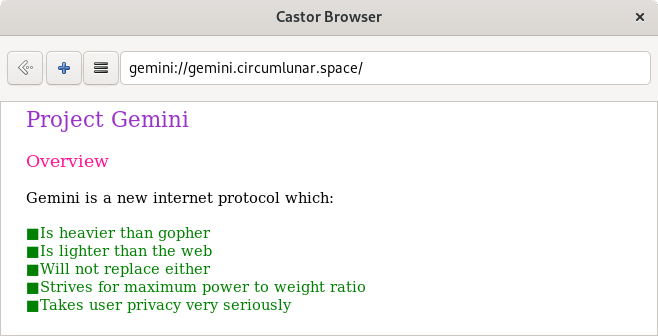 Castor Browser
gemini://gemini.circumlunar.space/
Project Gemini
Overview
Gemini is a new internet protocol which:
■Is heavier than gopher
■Is lighter than the web
■Will not replace either
■Strives for maximum power to weight ratio
■Takes user privacy very seriously